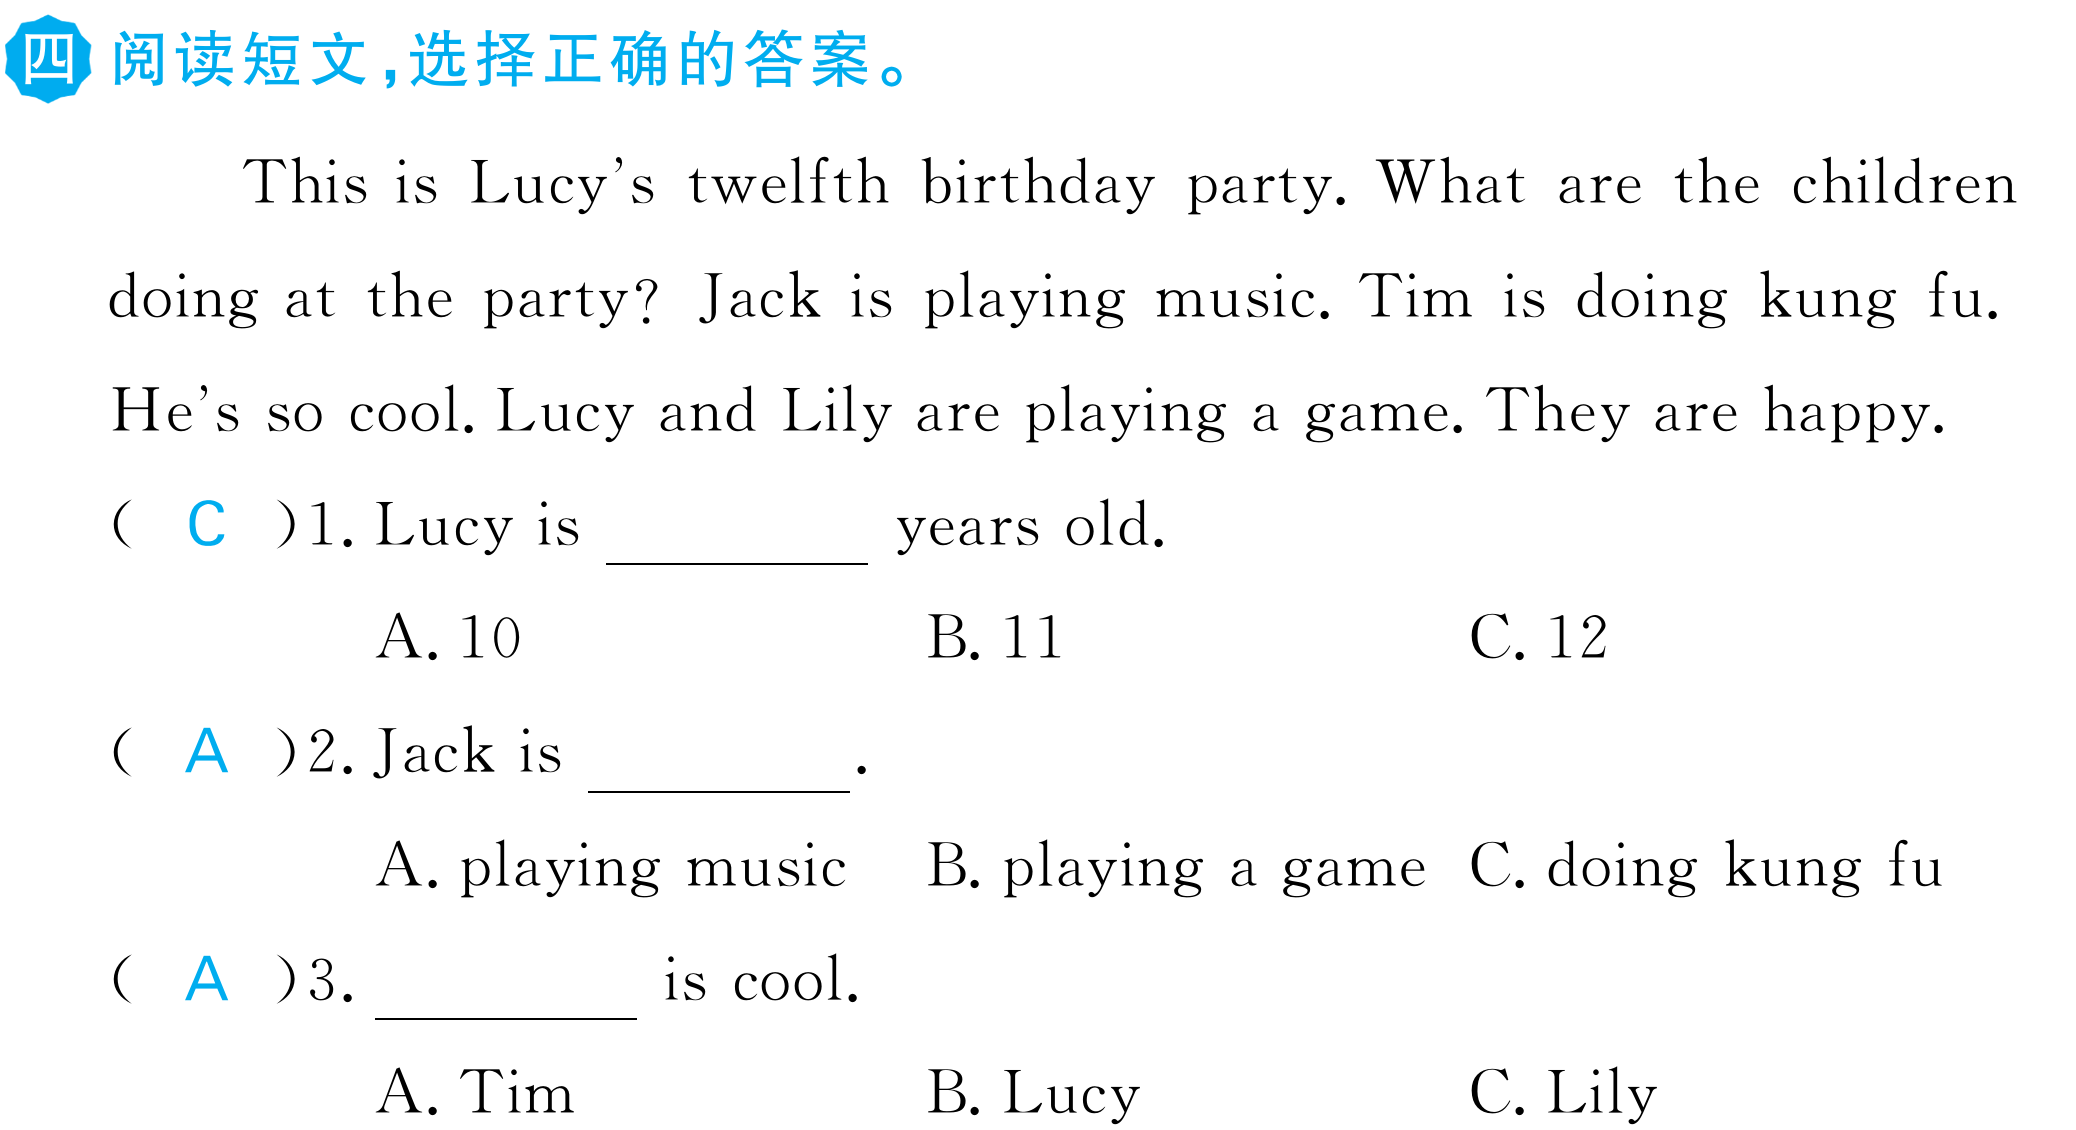 四 阅读短文,选择正确的答案。
This is Lucy’s twelfth birthday party. What are the children
doing at the party? Jack is playing music. Tim is doing kung fu.
He’s so cool. Lucy and Lily are playing a game. They are happy.
( C )1. Lucy is ________ years old.
A. 10 B. 11 C. 12
( A )2. Jack is ________.
A. playing music B. playing a game C. doing kung fu
( A )3. ________ is cool.
A. Tim B. Lucy C. Lily